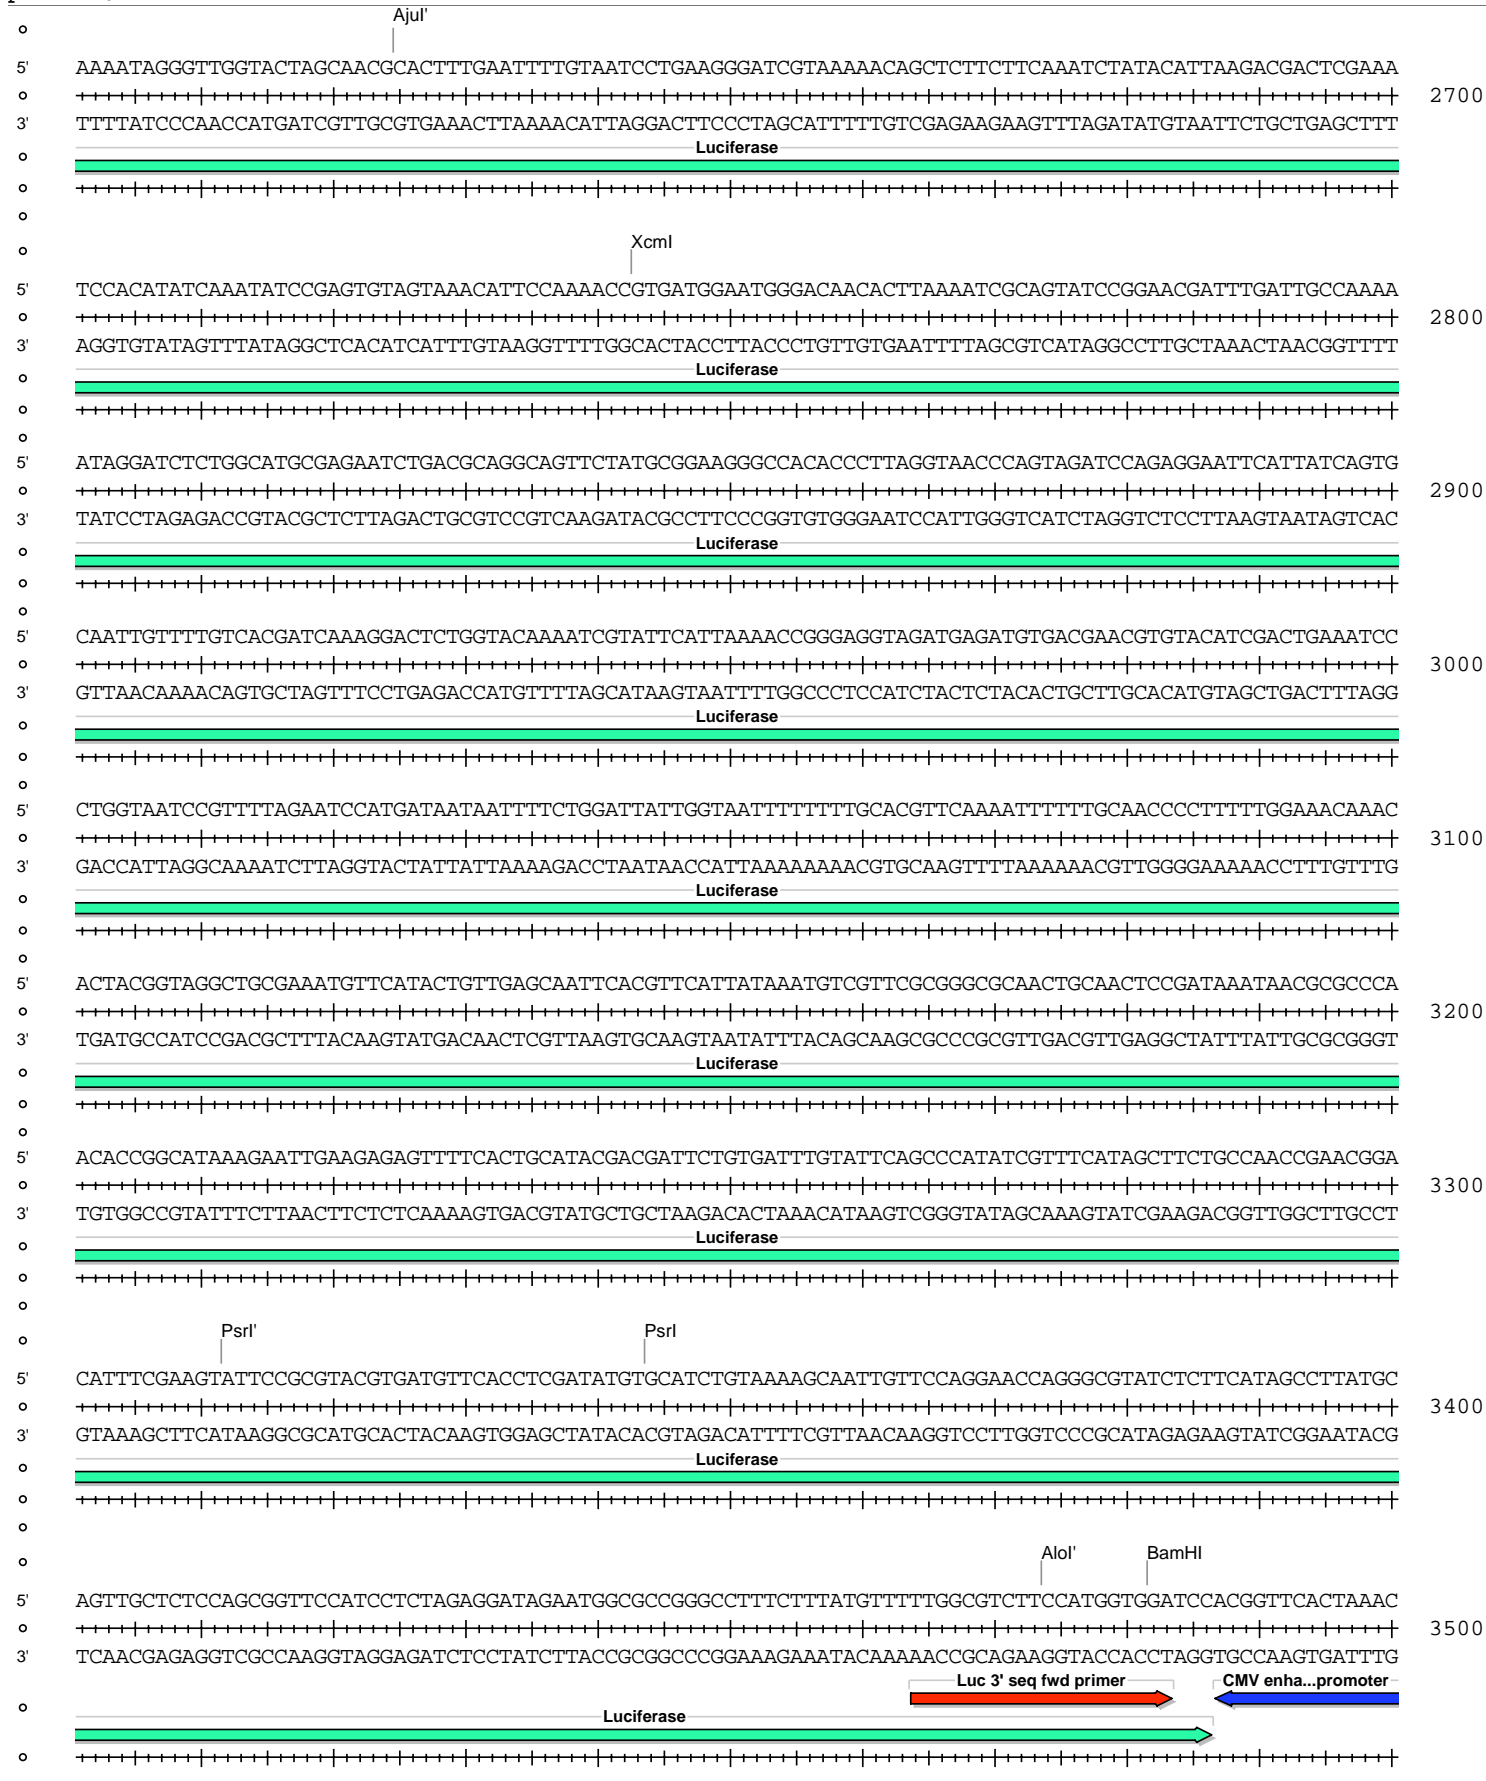 AjuI'
5' AAAATAGGGTTGGTACTAGCAACGCACTTTGAATTTTGTAATCCTGAAGGGATCGTAAAAACAGCTCTTCTTCAAATCTATACATTAAGACGACTCGAAA
2700
3' TTTTATCCCAACCATGATCGTTGCGTGAAACTTAAAACATTAGGACTTCCCTAGCATTTTTGTCGAGAAGAAGTTTAGATATGTAATTCTGCTGAGCTTT
Luciferase
XcmI
5' TCCACATATCAAATATCCGAGTGTAGTAAACATTCCAAAACCGTGATGGAATGGGACAACACTTAAAATCGCAGTATCCGGAACGATTTGATTGCCAAAA
2800
3' AGGTGTATAGTTTATAGGCTCACATCATTTGTAAGGTTTTGGCACTACCTTACCCTGTTGTGAATTTTAGCGTCATAGGCCTTGCTAAACTAACGGTTTT
Luciferase
5' ATAGGATCTCTGGCATGCGAGAATCTGACGCAGGCAGTTCTATGCGGAAGGGCCACACCCTTAGGTAACCCAGTAGATCCAGAGGAATTCATTATCAGTG
2900
3' TATCCTAGAGACCGTACGCTCTTAGACTGCGTCCGTCAAGATACGCCTTCCCGGTGTGGGAATCCATTGGGTCATCTAGGTCTCCTTAAGTAATAGTCAC
Luciferase
5' CAATTGTTTTGTCACGATCAAAGGACTCTGGTACAAAATCGTATTCATTAAAACCGGGAGGTAGATGAGATGTGACGAACGTGTACATCGACTGAAATCC
3000
3' GTTAACAAAACAGTGCTAGTTTCCTGAGACCATGTTTTAGCATAAGTAATTTTGGCCCTCCATCTACTCTACACTGCTTGCACATGTAGCTGACTTTAGG
Luciferase
5' CTGGTAATCCGTTTTAGAATCCATGATAATAATTTTCTGGATTATTGGTAATTTTTTTTGCACGTTCAAAATTTTTTGCAACCCCTTTTTGGAAACAAAC
3100
3' GACCATTAGGCAAAATCTTAGGTACTATTATTAAAAGACCTAATAACCATTAAAAAAAACGTGCAAGTTTTAAAAAACGTTGGGGAAAAACCTTTGTTTG
Luciferase
5' ACTACGGTAGGCTGCGAAATGTTCATACTGTTGAGCAATTCACGTTCATTATAAATGTCGTTCGCGGGCGCAACTGCAACTCCGATAAATAACGCGCCCA
3200
3' TGATGCCATCCGACGCTTTACAAGTATGACAACTCGTTAAGTGCAAGTAATATTTACAGCAAGCGCCCGCGTTGACGTTGAGGCTATTTATTGCGCGGGT
Luciferase
5' ACACCGGCATAAAGAATTGAAGAGAGTTTTCACTGCATACGACGATTCTGTGATTTGTATTCAGCCCATATCGTTTCATAGCTTCTGCCAACCGAACGGA
3300
3' TGTGGCCGTATTTCTTAACTTCTCTCAAAAGTGACGTATGCTGCTAAGACACTAAACATAAGTCGGGTATAGCAAAGTATCGAAGACGGTTGGCTTGCCT
Luciferase
PsrI' PsrI
5' CATTTCGAAGTATTCCGCGTACGTGATGTTCACCTCGATATGTGCATCTGTAAAAGCAATTGTTCCAGGAACCAGGGCGTATCTCTTCATAGCCTTATGC
3400
3' GTAAAGCTTCATAAGGCGCATGCACTACAAGTGGAGCTATACACGTAGACATTTTCGTTAACAAGGTCCTTGGTCCCGCATAGAGAAGTATCGGAATACG
Luciferase
AloI' BamHI
5' AGTTGCTCTCCAGCGGTTCCATCCTCTAGAGGATAGAATGGCGCCGGGCCTTTCTTTATGTTTTTGGCGTCTTCCATGGTGGATCCACGGTTCACTAAAC
3500
3' TCAACGAGAGGTCGCCAAGGTAGGAGATCTCCTATCTTACCGCGGCCCGGAAAGAAATACAAAAACCGCAGAAGGTACCACCTAGGTGCCAAGTGATTTG
Luc 3' seq fwd primer CMV enha...promoter
Luciferase